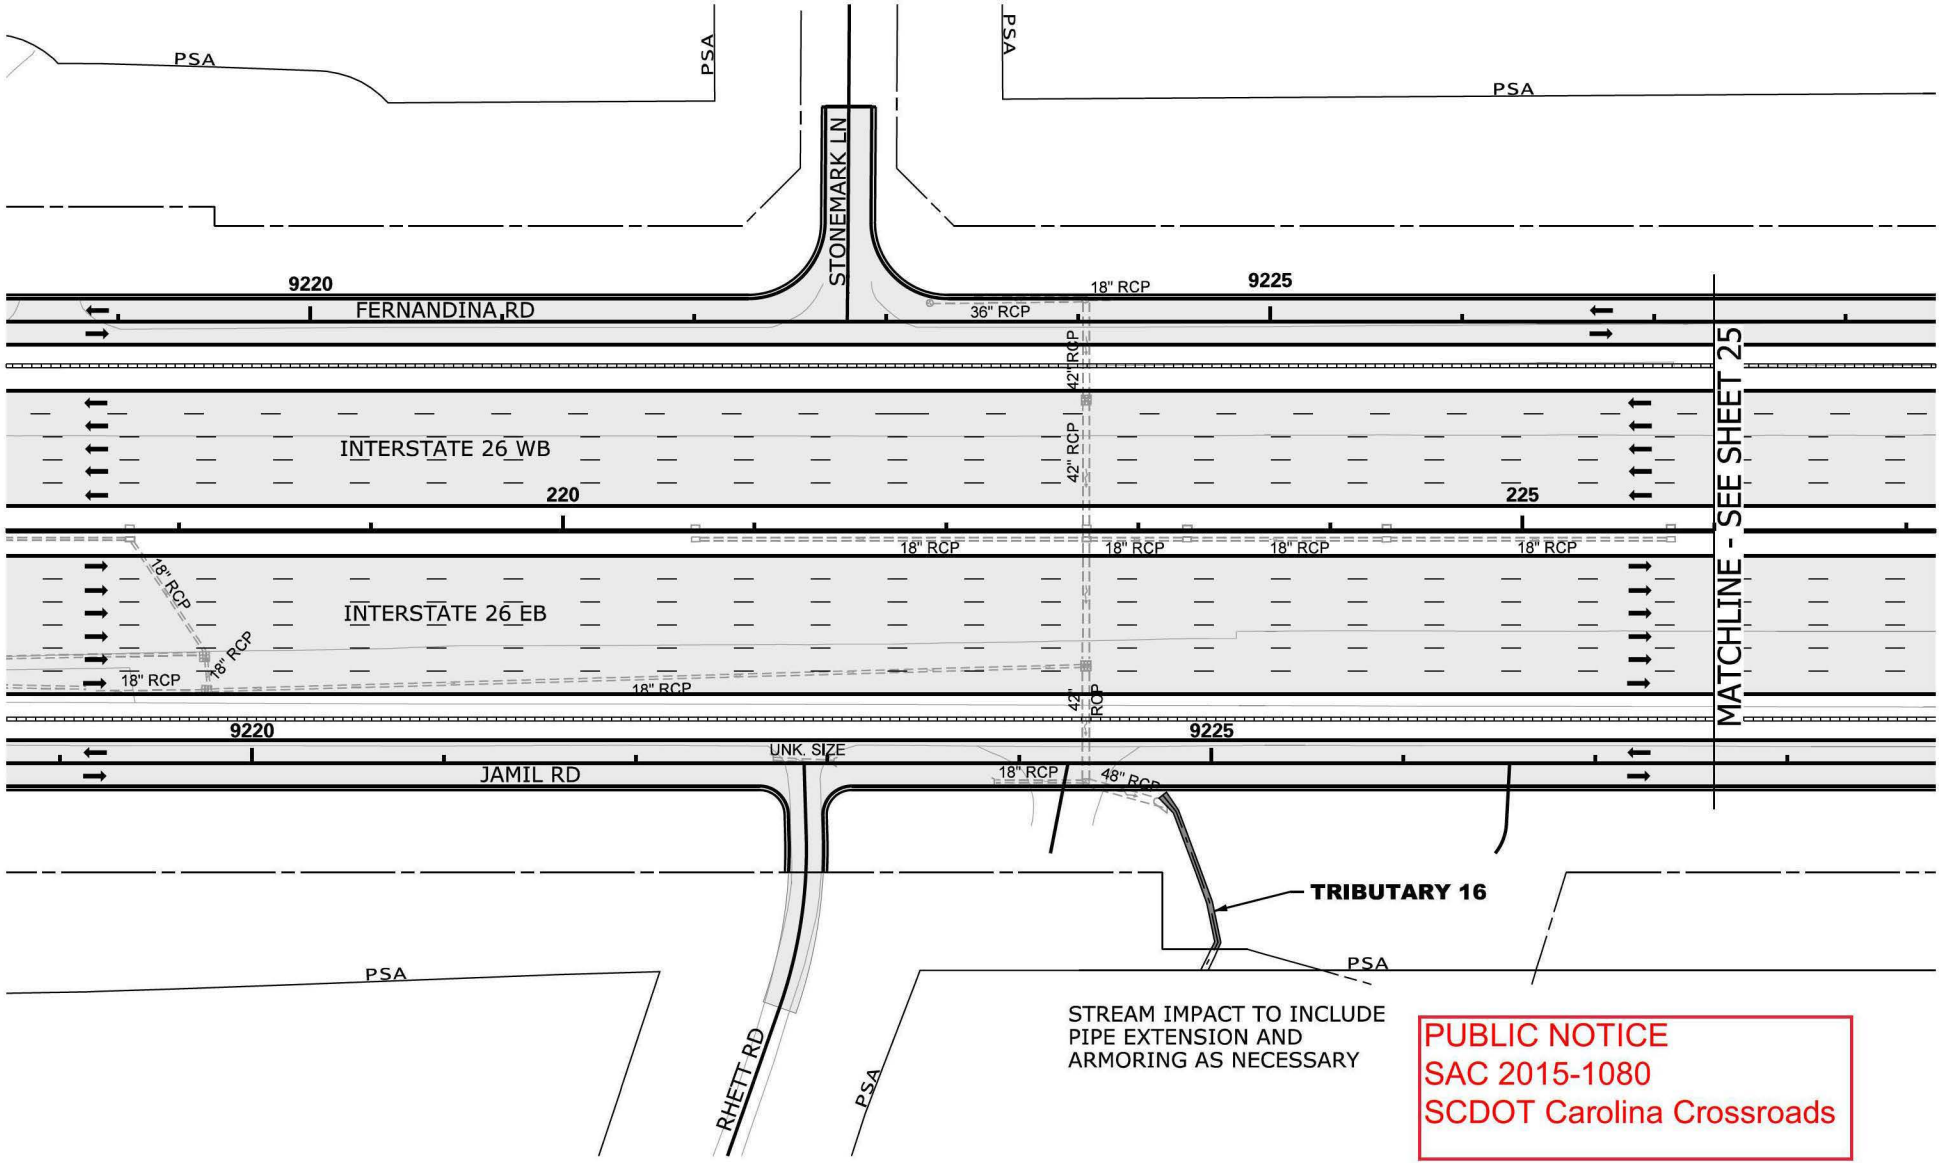 PSA
PSA
PSA
PSA
STONEMARK LN
9220
9225
18" RCP
FERNANDINA RD
36" RCP
42" RCP
INTERSTATE 26 WB
42" RCP
220
225
18" RCP
18" RCP
18" RCP
18" RCP
18" RCP
INTERSTATE 26 EB
18" RCP
18" RCP
18" RCP
42"
RCP
MATCHLINE - SEE SHEET 25
9220
9225
UNK. SIZE
JAMIL RD
18" RCP
48" RCP
TRIBUTARY 16
PSA
PSA
PSA
RHETT RD
STREAM IMPACT TO INCLUDE
PIPE EXTENSION AND
ARMORING AS NECESSARY
PUBLIC NOTICE
SAC 2015-1080
SCDOT Carolina Crossroads